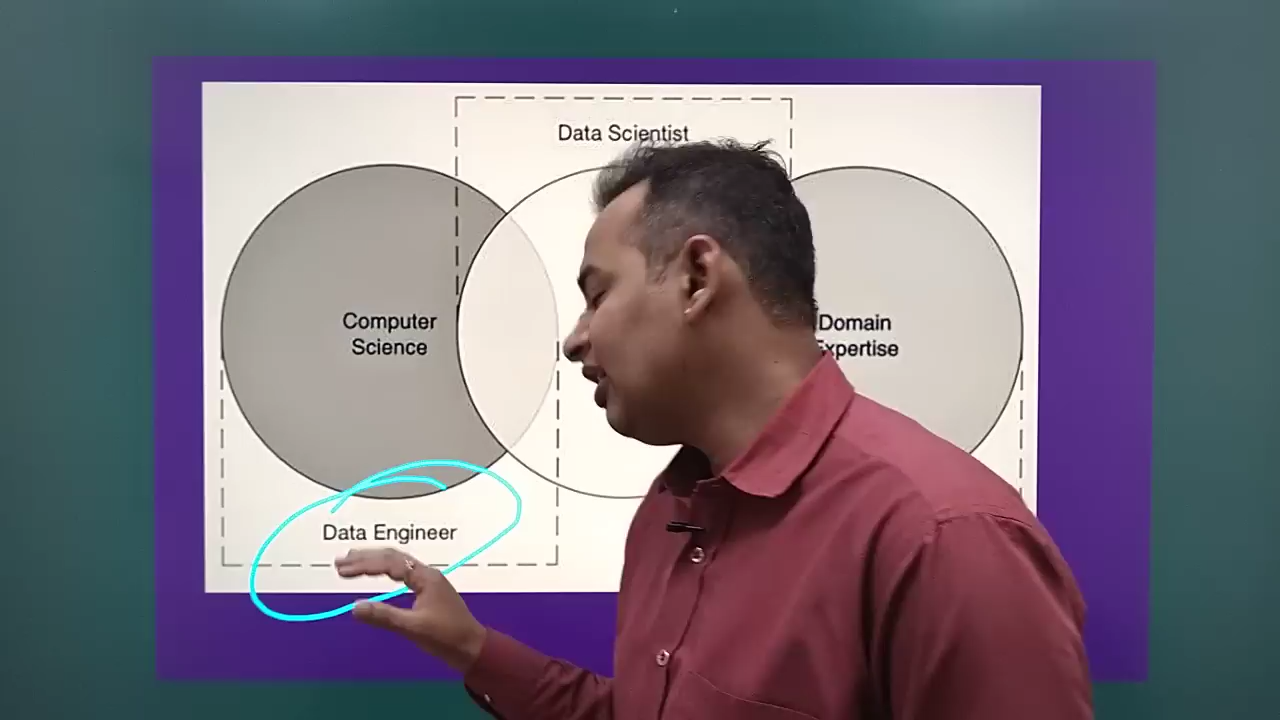 Data Scientist
Computer
Science
Domain
Expertise
Data Engineer